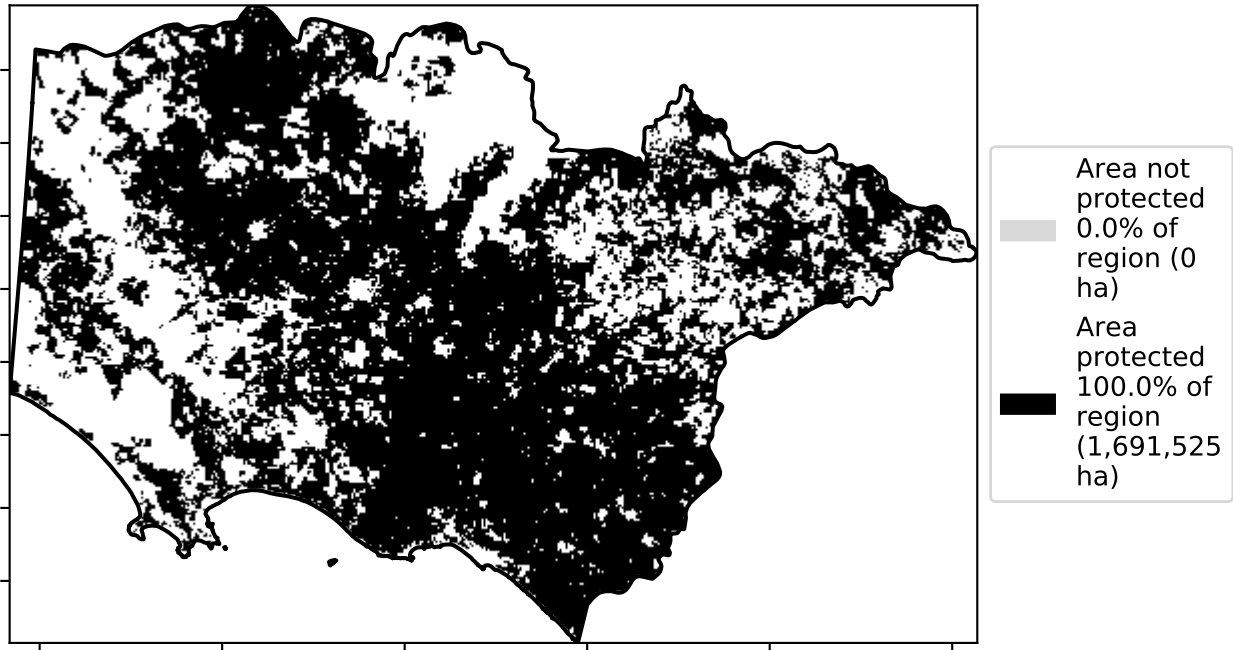 Area not
protected
0.0% of
region (0
ha)
Area
protected
100.0% of
region
(1,691,525
ha)